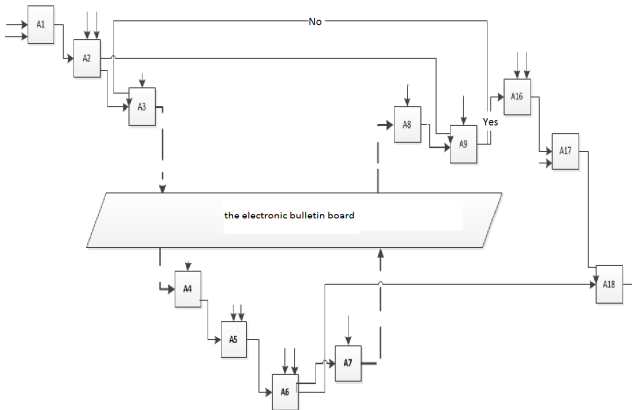 A1
No
A2
A3
A8
A9
Yes
A16
A17
the electronic bulletin board
A4
A18
A5
A7
A6